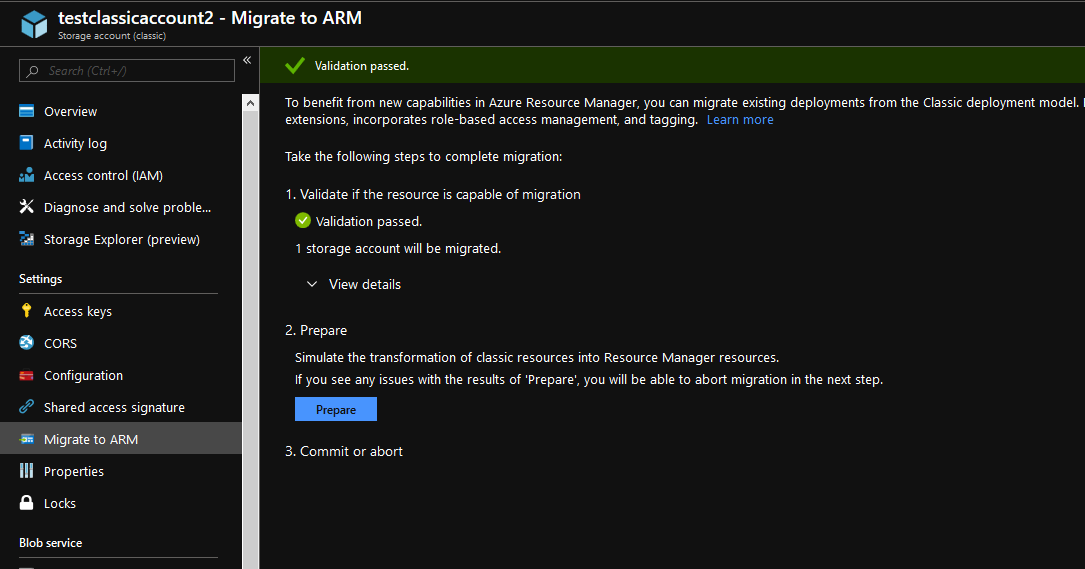 testclassicaccount2 - Migrate to ARM
Storage account (classic)
Search (Ctrl+/)
«
Overview
Activity log
Access control (IAM)
Diagnose and solve proble...
Storage Explorer (preview)
Settings
Access keys
CORS
Configuration
Shared access signature
Migrate to ARM
Properties
Locks
Blob service
Validation passed.
To benefit from new capabilities in Azure Resource Manager, you can migrate existing deployments from the Classic deployment model.
extensions, incorporates role-based access management, and tagging. Learn more
Take the following steps to complete migration:
1. Validate if the resource is capable of migration
Validation passed.
1 storage account will be migrated.
View details
2. Prepare
Simulate the transformation of classic resources into Resource Manager resources.
If you see any issues with the results of 'Prepare', you will be able to abort migration in the next step.
Prepare
3. Commit or abort